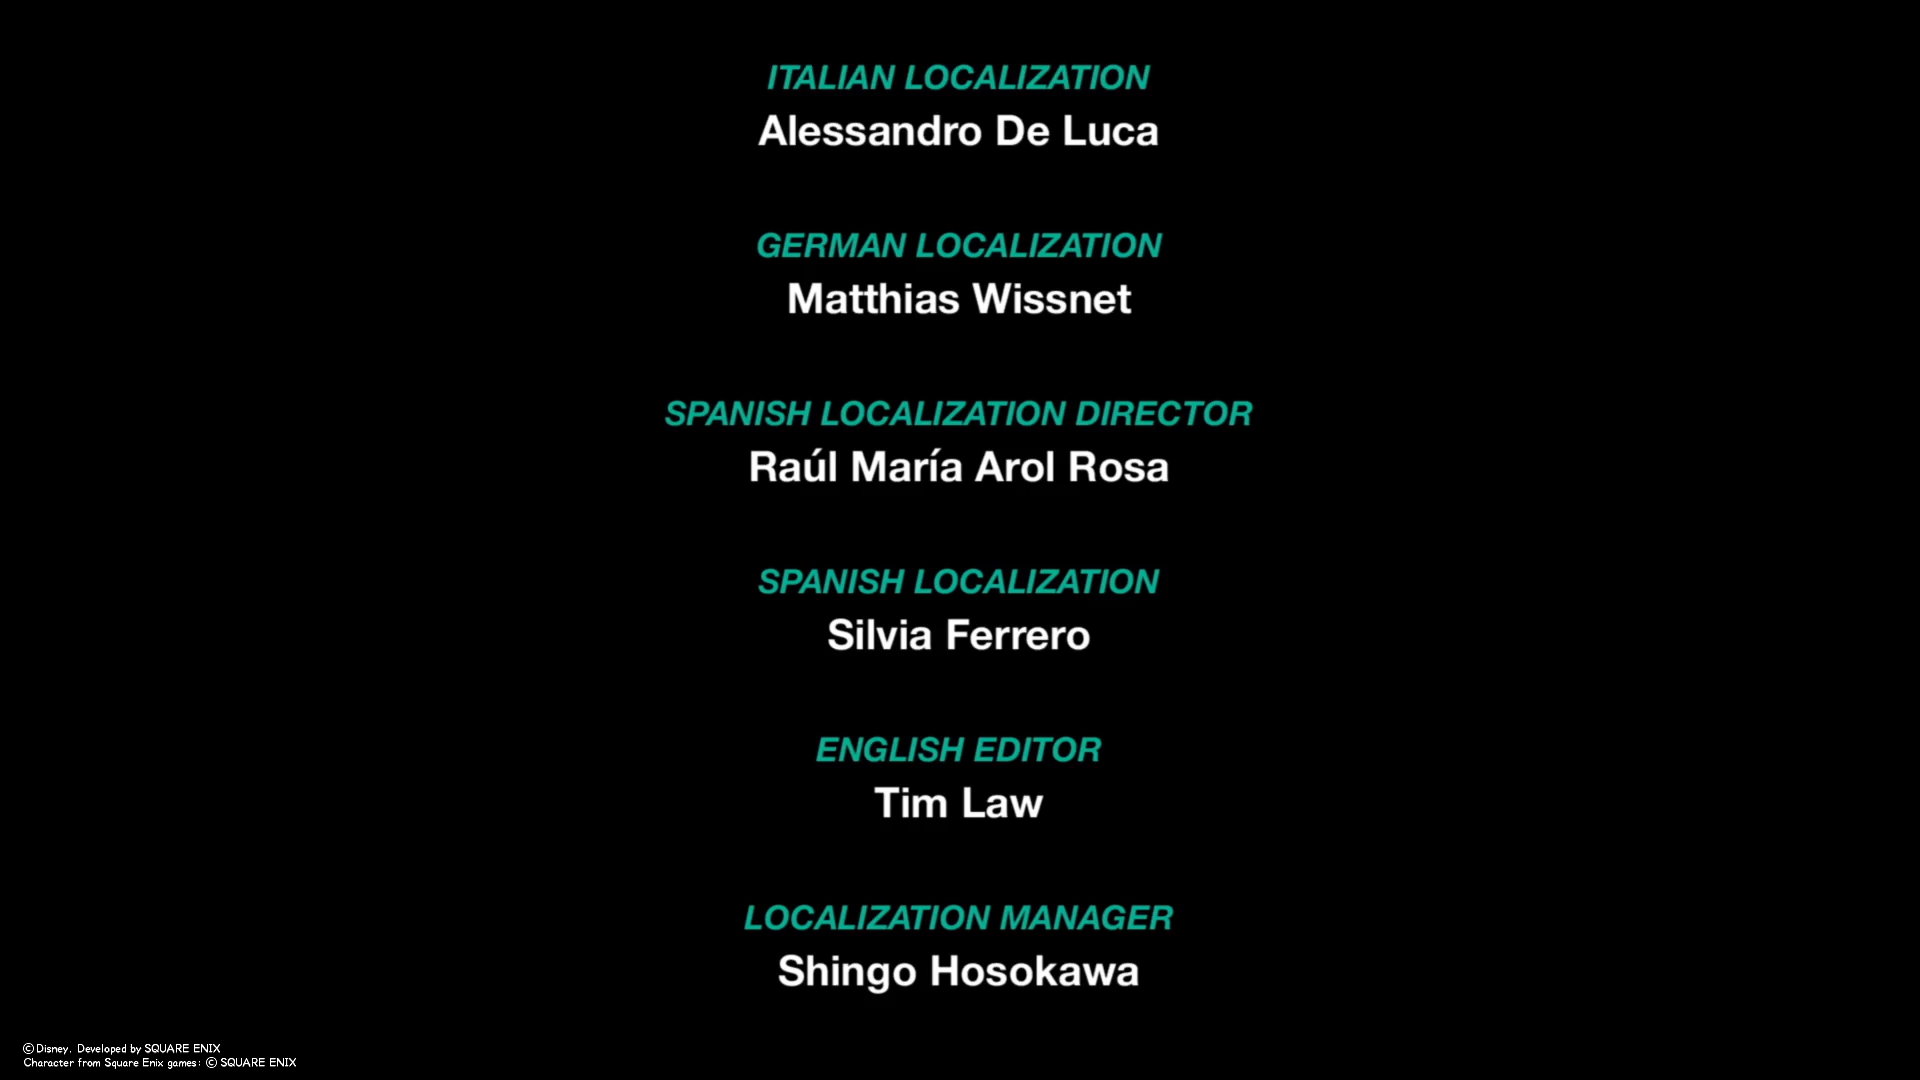 ITALIAN LOCALIZATION
Alessandro De Luca
GERMAN LOCALIZATION
Matthias Wissnet
SPANISH LOCALIZATION DIRECTOR
Raúl María Arol Rosa
SPANISH LOCALIZATION
Silvia Ferrero
ENGLISH EDITOR
Tim Law
LOCALIZATION MANAGER
Shingo Hosokawa
©Disney. Developed by SQUARE ENIX
Character from Square Enix games: © SQUARE ENIX